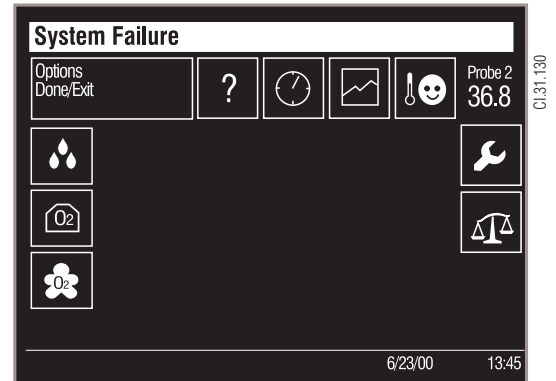 System Failure
Options
Done/Exit
?
Probe 2
36.8
O2
O2
6/23/00 13:45
CI.31.130